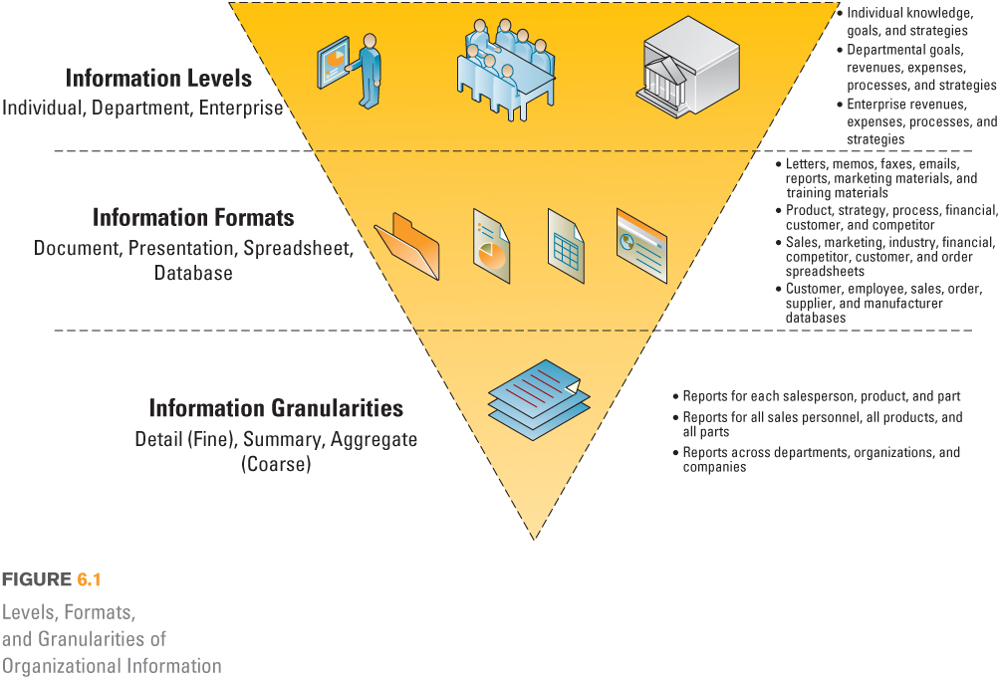 Information Levels
Individual, Department, Enterprise
• Individual knowledge,
goals, and strategies
• Departmental goals,
revenues, expenses,
processes, and strategies
• Enterprise revenues,
expenses, processes, and
strategies
Information Formats
Document, Presentation, Spreadsheet,
Database
• Letters, memos, faxes, emails,
reports, marketing materials, and
training materials
• Product, strategy, process, financial,
customer, and competitor
• Sales, marketing, industry, financial,
competitor, customer, and order
spreadsheets
• Customer, employee, sales, order,
supplier, and manufacturer
databases
Information Granularities
Detail (Fine), Summary, Aggregate
(Coarse)
• Reports for each salesperson, product, and part
• Reports for all sales personnel, all products, and
all parts
• Reports across departments, organizations, and
companies
FIGURE 6.1
Levels, Formats,
and Granularities of
Organizational Information